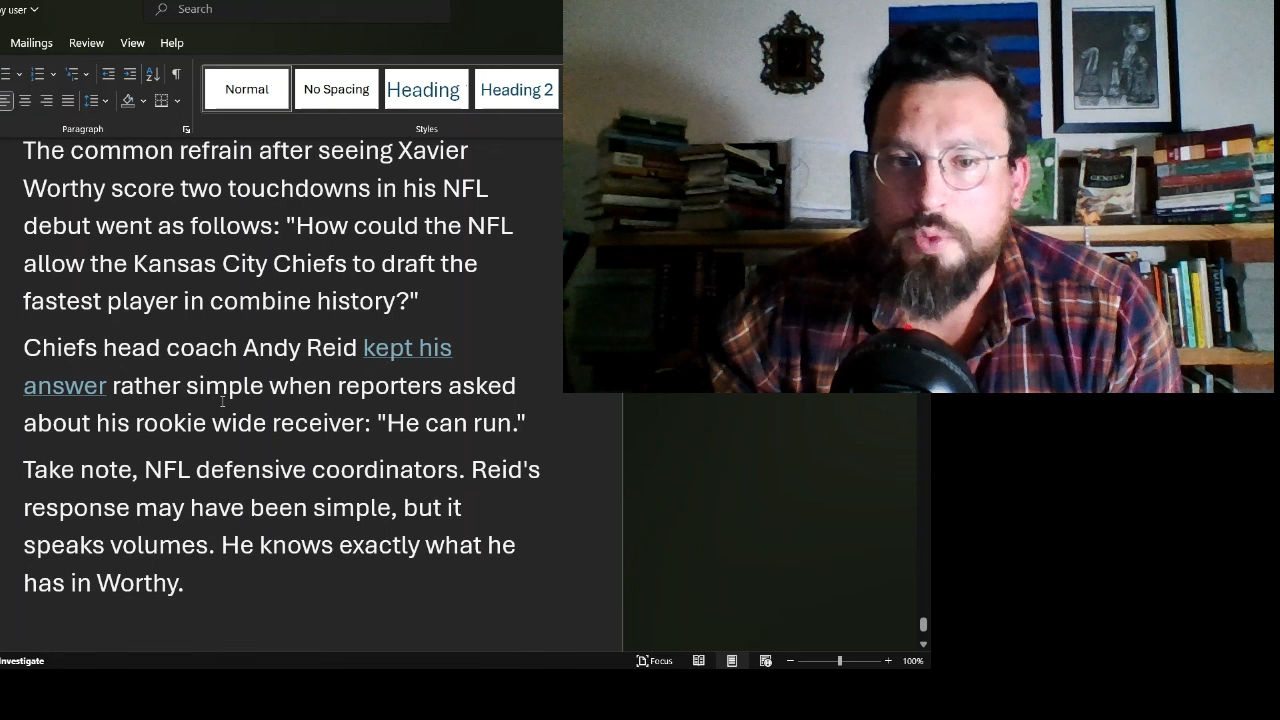 y user
Search
Mailings Review View Help
Normal
No Spacing
Heading
Heading 2
Paragraph
Styles
The common refrain after seeing Xavier
Worthy score two touchdowns in his NFL
debut went as follows: "How could the NFL
allow the Kansas City Chiefs to draft the
fastest player in combine history?"
Chiefs head coach Andy Reid kept his
answer rather simple when reporters asked
about his rookie wide receiver: "He can run."
Take note, NFL defensive coordinators. Reid's
response may have been simple, but it
speaks volumes. He knows exactly what he
has in Worthy.
GENIUS
MARTIAN
Investigate
Focus
100%